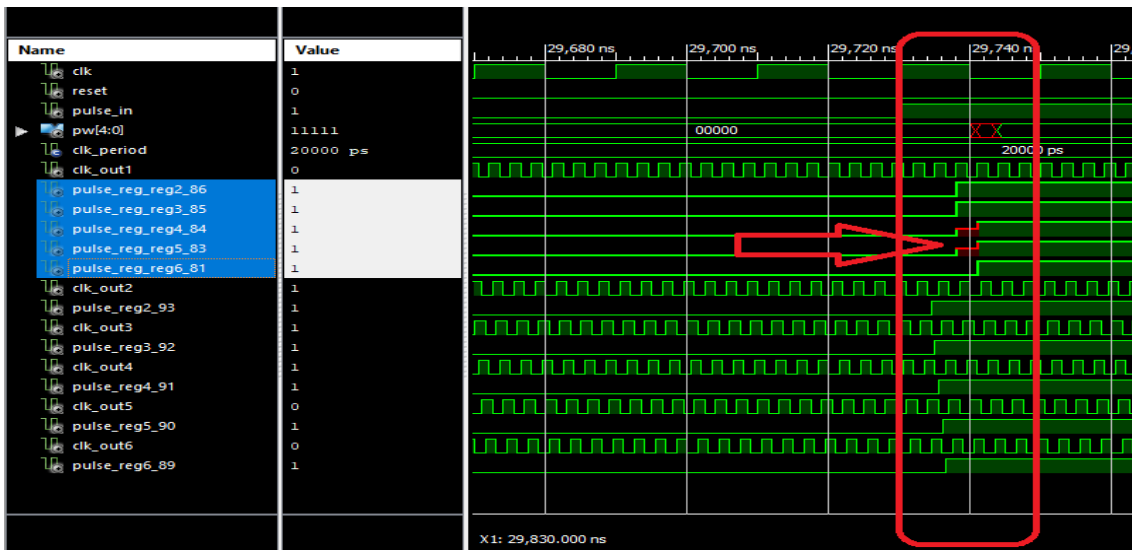 Name Value 29,680 ns 29,700 ns 29,720 ns 29,740 n 29,
clk 1
reset 0
pulse_in 1
pw[4:0] 11111 00000 X X
clk_period 20000 ps 20000 ps
clk_out1 0
pulse_reg_reg2_86 1
pulse_reg_reg3_85 1
pulse_reg_reg4_84 1
pulse_reg_reg5_83 1
pulse_reg_reg6_81 1
clk_out2 1
pulse_reg2_93 1
clk_out3 1
pulse_reg3_92 1
clk_out4 1
pulse_reg4_91 1
clk_out5 0
pulse_reg5_90 1
clk_out6 0
pulse_reg6_89 1
X1: 29,830.000 ns